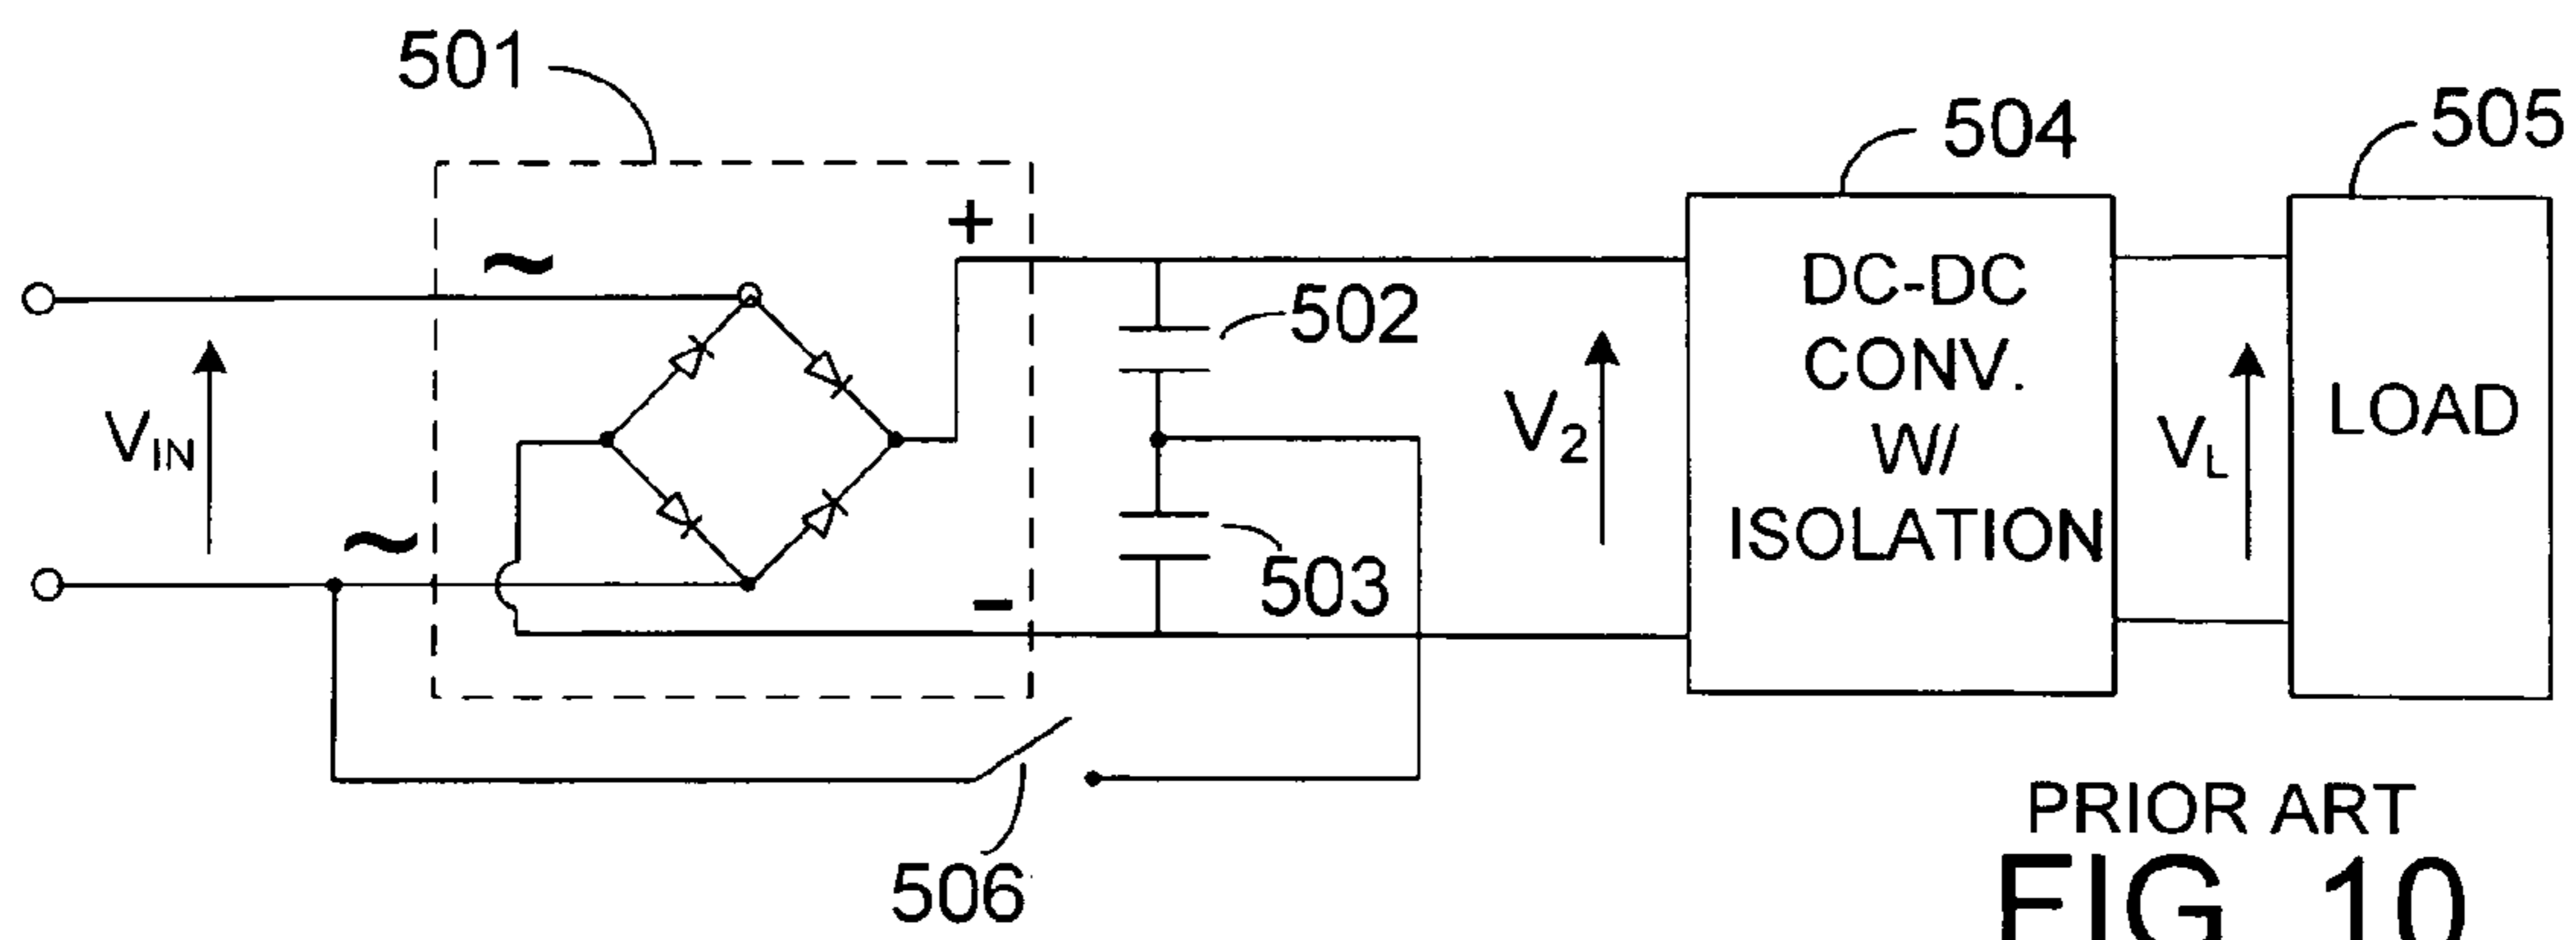 501
504
505
+
~
DC-DC
CONV.
W/
ISOLATION
502
V2
VL
LOAD
VIN
~
503
-
506
PRIOR ART
FIG. 10